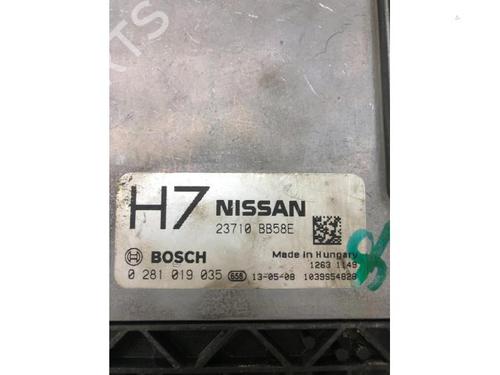 H7 NISSAN
23710 BB58E
BOSCH
Made in Hungary
1263 1149
0 281 019 035 658 13-05-08 1039S54828